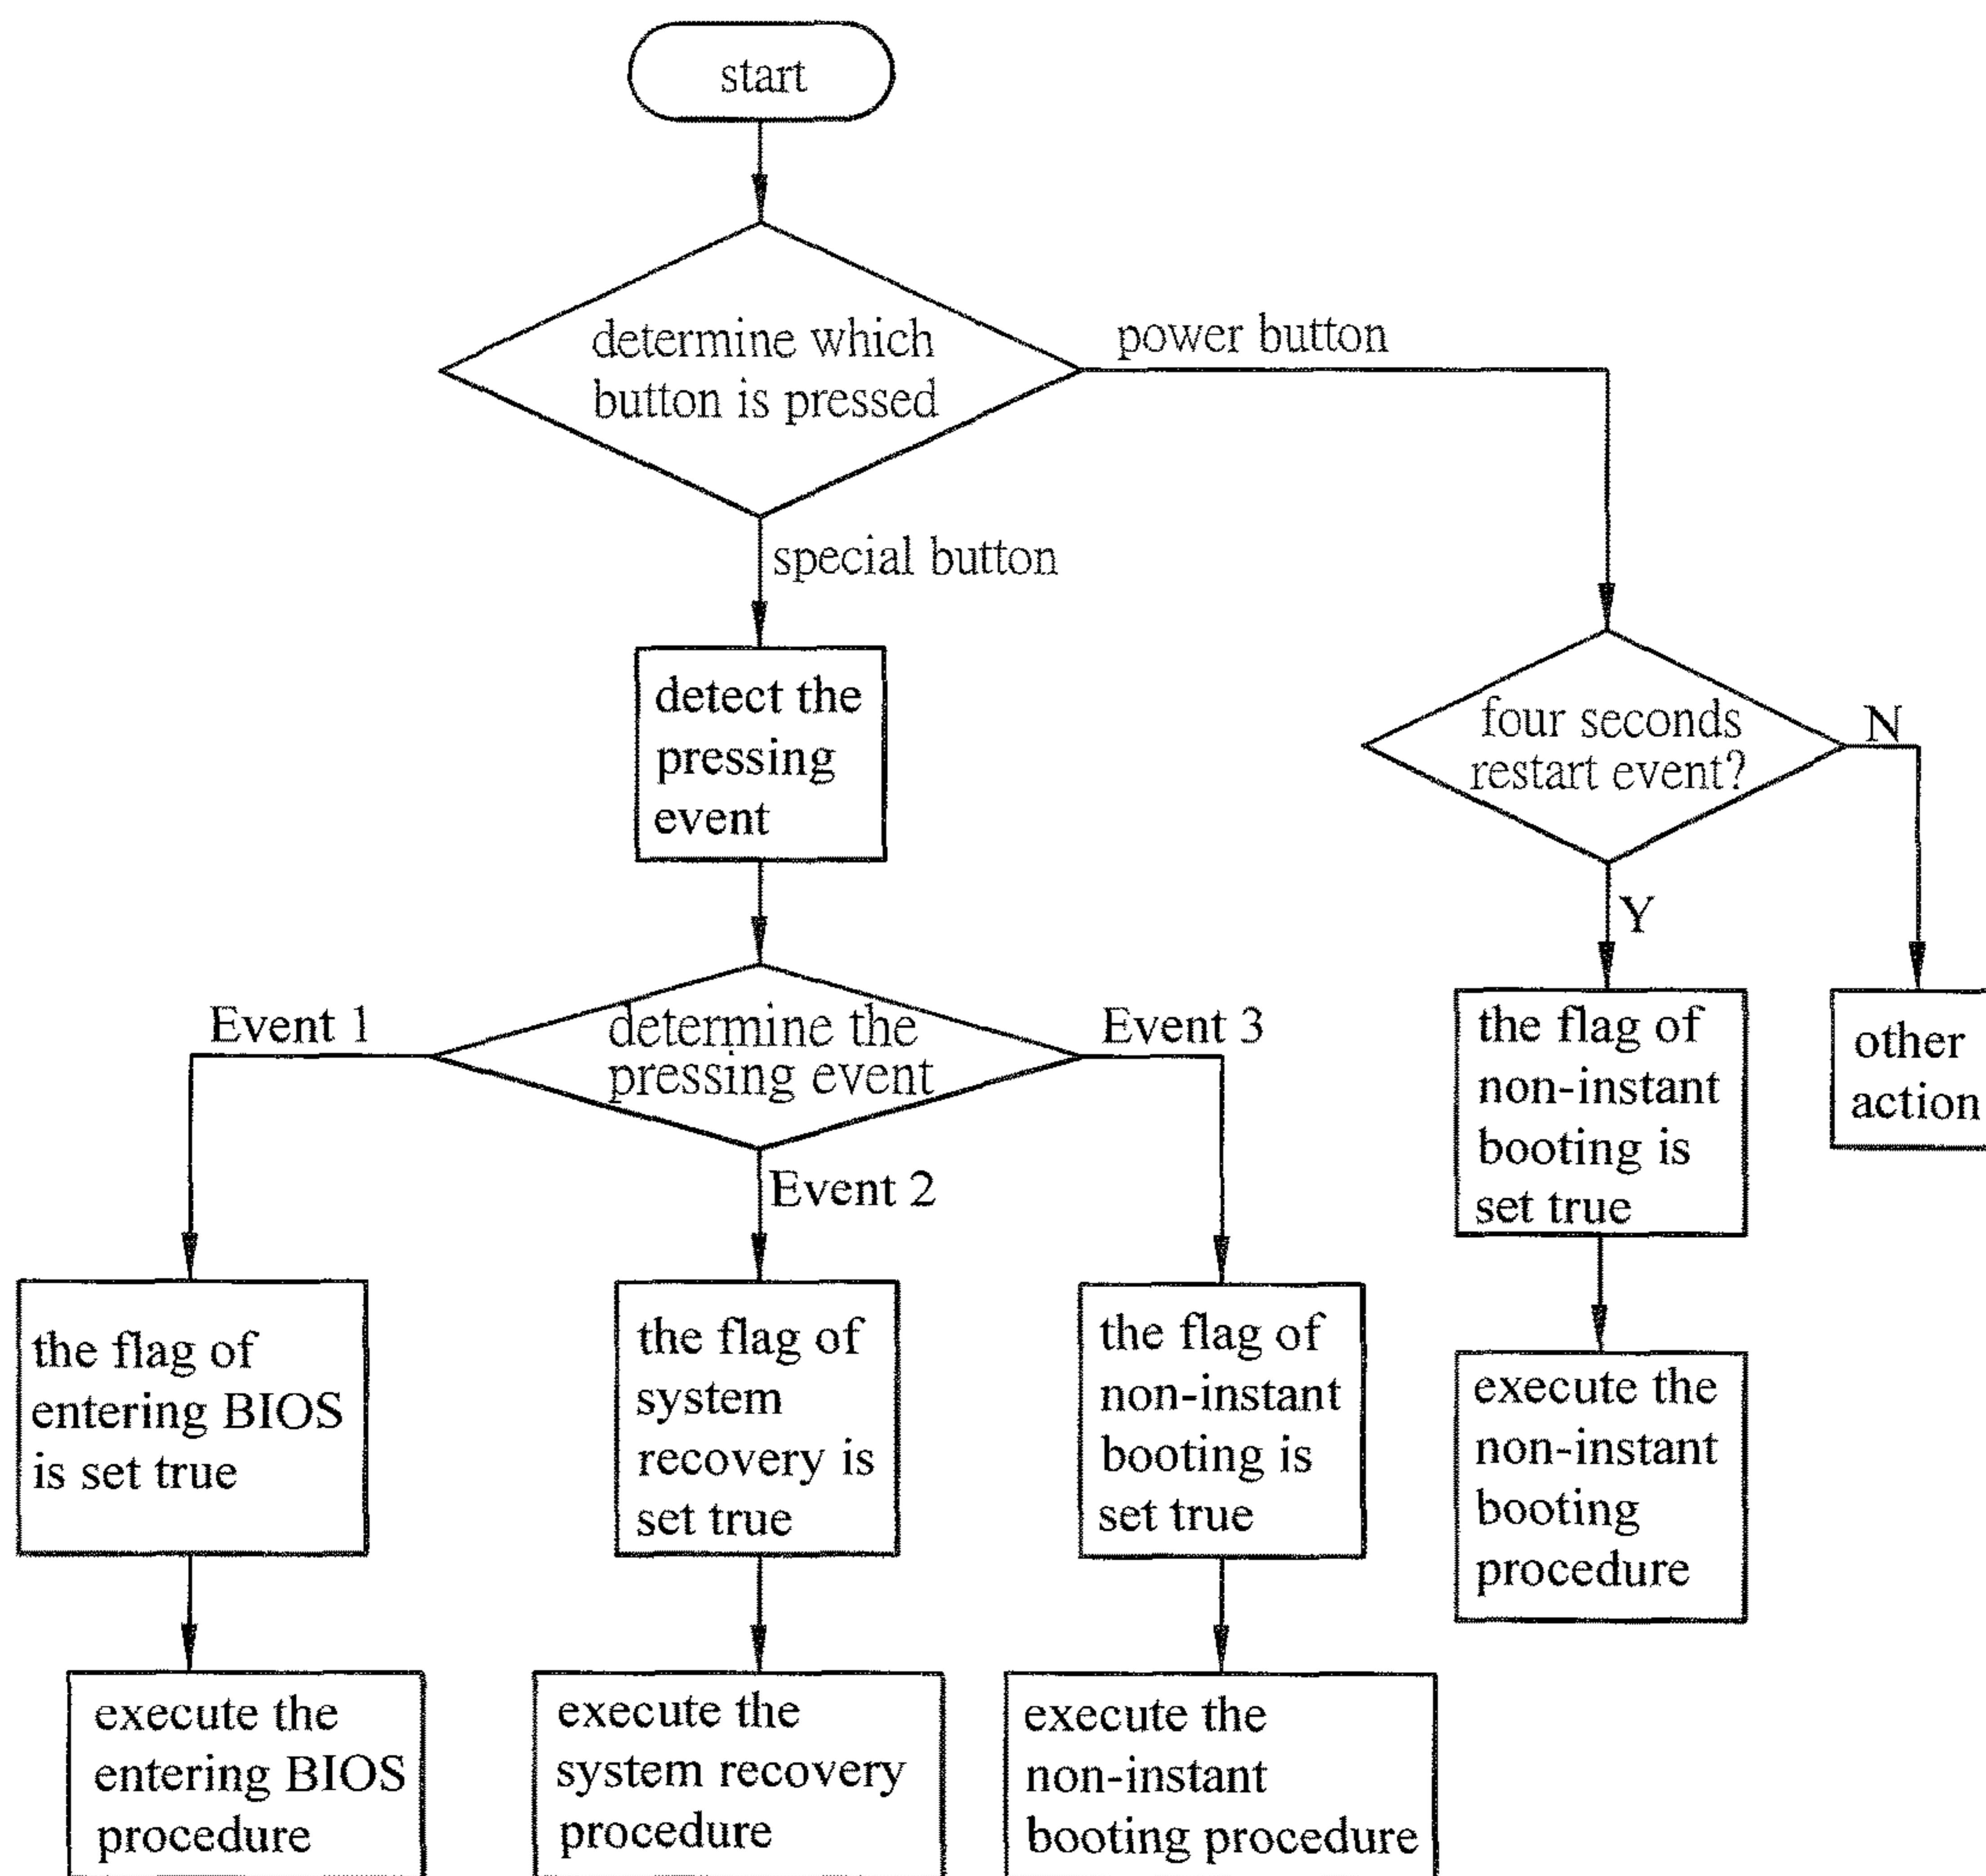 start
determine which
button is pressed
power button
special button
detect the
pressing
event
four seconds
restart event?
N
Y
determine the
pressing event
Event 1
Event 2
Event 3
the flag of
non-instant
booting is
set true
other
action
the flag of
entering BIOS
is set true
the flag of
system
recovery is
set true
the flag of
non-instant
booting is
set true
execute the
non-instant
booting
procedure
execute the
entering BIOS
procedure
execute the
system recovery
procedure
execute the
non-instant
booting procedure